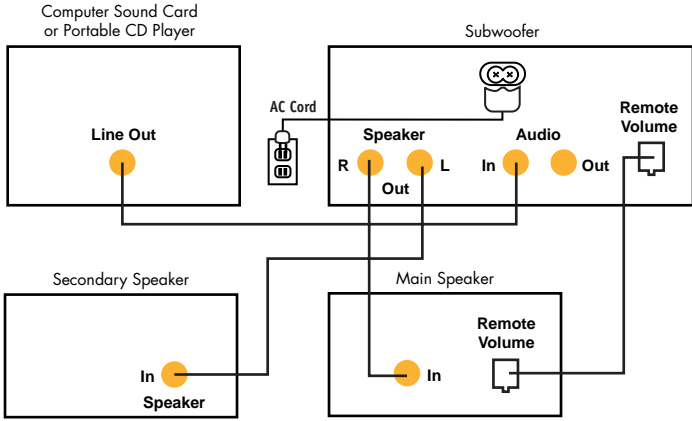 Computer Sound Card
or Portable CD Player
Line Out
AC Cord
Subwoofer
Speaker
R
L
Out
Audio
In
Out
Remote
Volume
Secondary Speaker
In
Speaker
Main Speaker
In
Remote
Volume